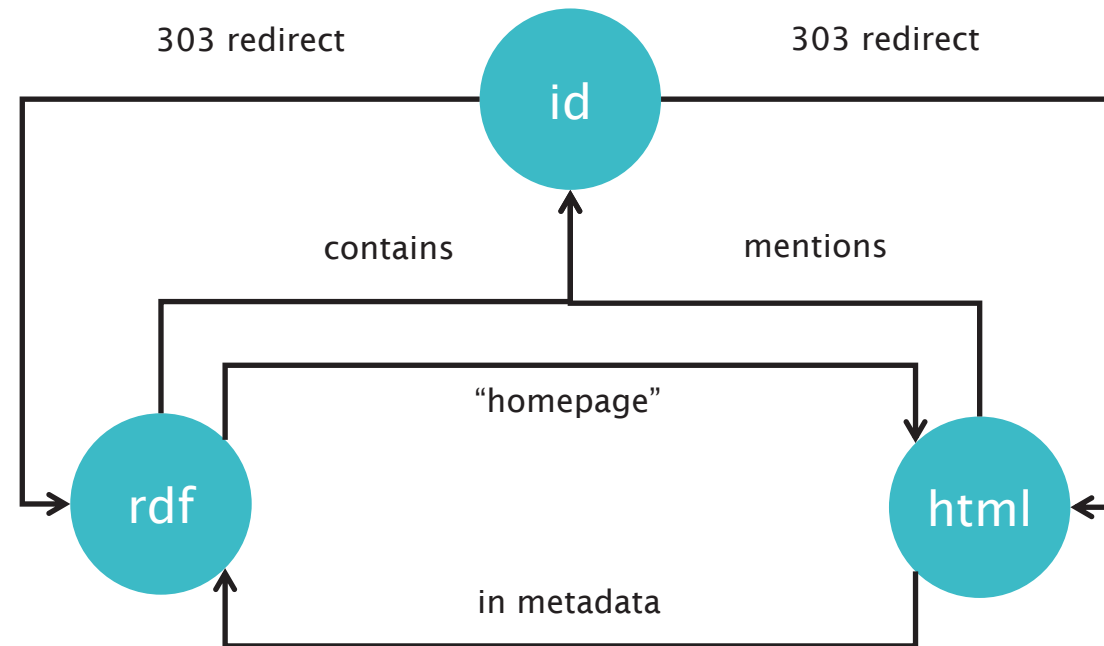 303 redirect
303 redirect
id
contains
mentions
“homepage”
rdf
html
in metadata